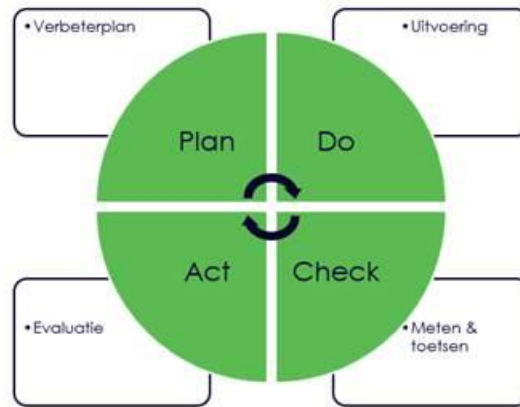 •Verbeterplan
•Uitvoering
Plan
Do
Act
Check
•Evaluatie
•Meten &
toetsen